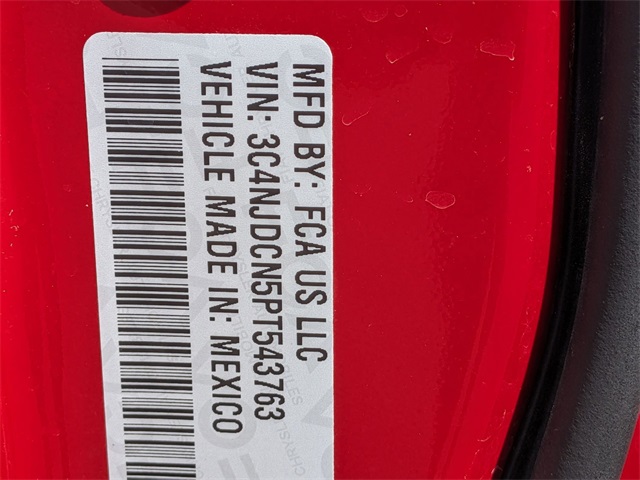 MFD BY: FCA US LLC
VIN: 3C4NJDCN5PT543763
VEHICLE MADE IN: MEXICO